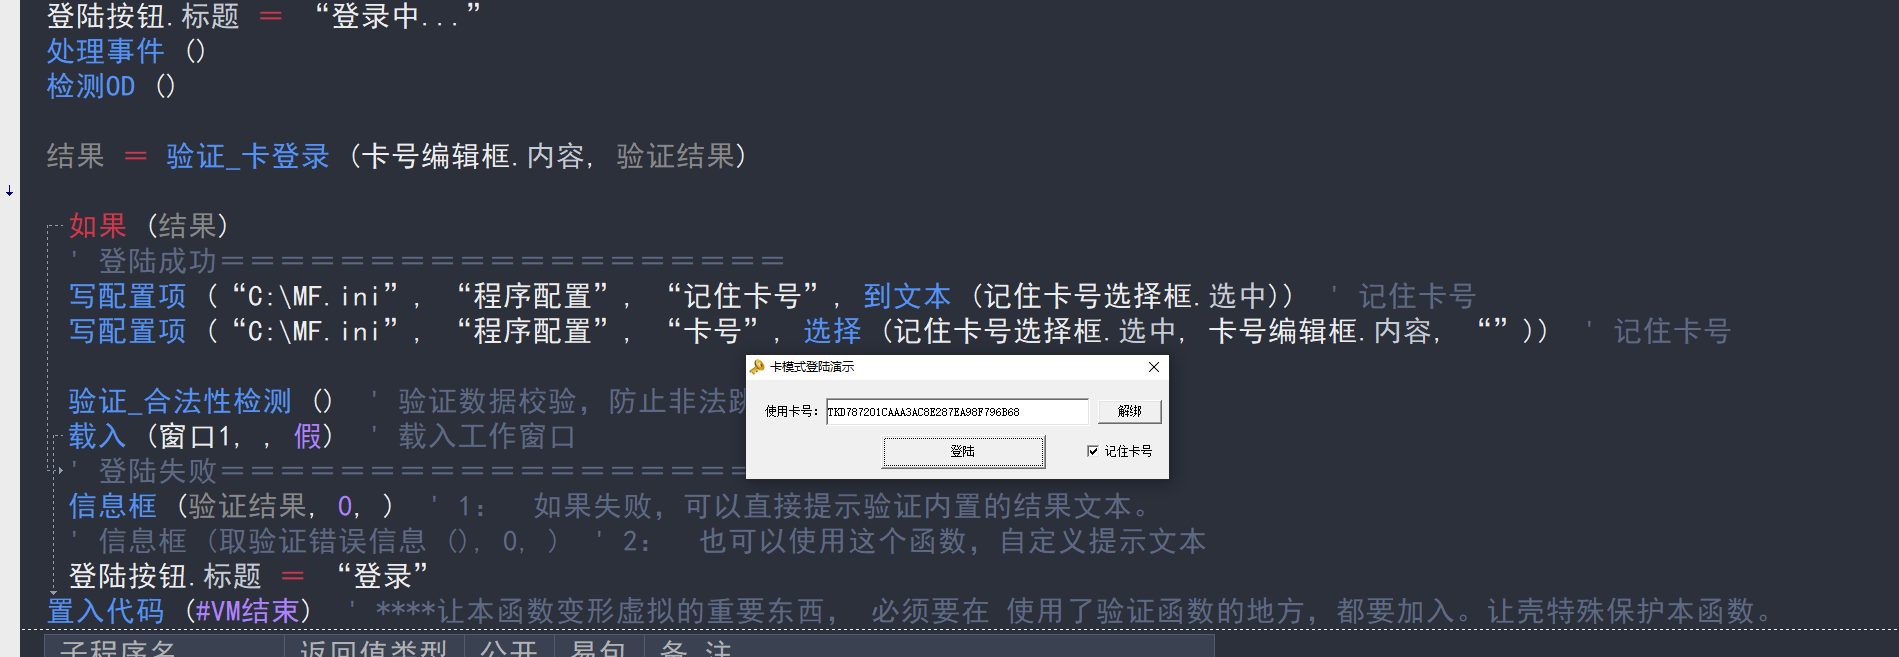 登陆按钮.标题 ＝ “登录中...”
处理事件 ()
检测OD ()
结果 ＝ 验证_卡登录 (卡号编辑框.内容, 验证结果)
如果 (结果)
' 登陆成功＝＝＝＝＝＝＝＝＝＝＝＝＝＝＝＝＝＝＝
写配置项 (“C:\MF.ini”, “程序配置”, “记住卡号”, 到文本 (记住卡号选择框.选中)) ' 记住卡号
写配置项 (“C:\MF.ini”, “程序配置”, “卡号”, 选择 (记住卡号选择框.选中, 卡号编辑框.内容, “”)) ' 记住卡号
卡模式登陆演示
验证_合法性检测 () ' 验证数据校验，防止非法
使用卡号: TKD787201CAAA3AC8E287EA98F796B68 解绑
载入 (窗口1, , 假) ' 载入工作窗口
登陆 记住卡号
' 登陆失败＝＝＝＝＝＝＝＝＝＝＝＝＝＝＝＝＝＝
信息框 (验证结果, 0, ) ' 1: 如果失败，可以直接提示验证内置的结果文本。
' 信息框 (取验证错误信息 (), 0, ) ' 2: 也可以使用这个函数，自定义提示文本
登陆按钮.标题 ＝ “登录”
置入代码 (#VM结束) ' ****让本函数变形虚拟的重要东西， 必须要在 使用了验证函数的地方，都要加入。让壳特殊保护本函数。
子程序名 返回值类型 公开 易包 备 注